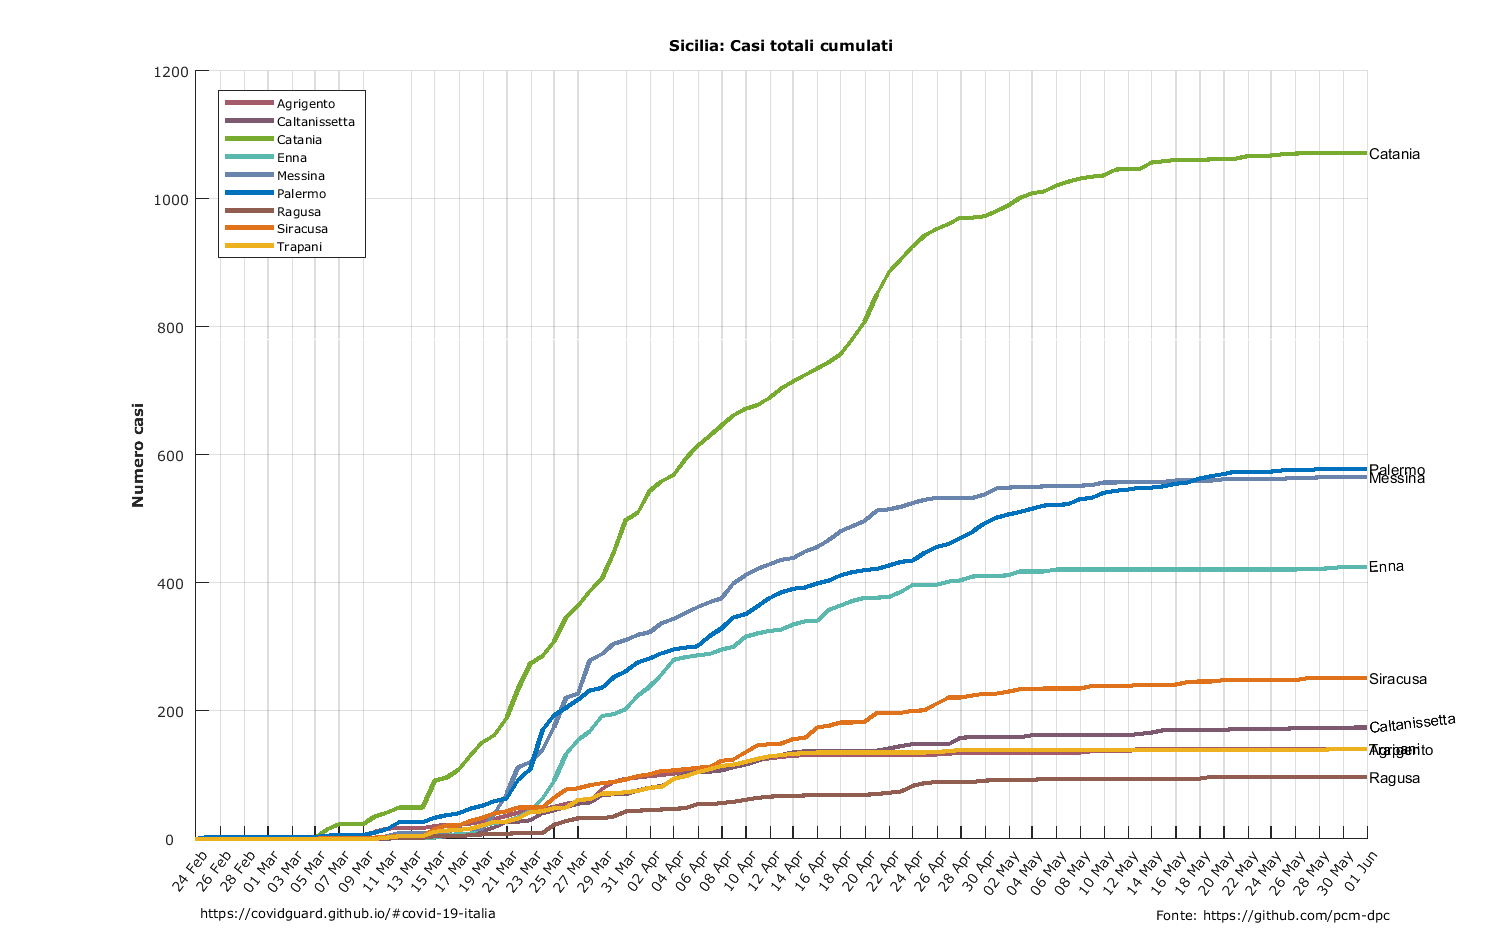 Sicilia: Casi totali cumulati
Numero casi
1200
1000
800
600
400
200
0
Agrigento
Caltanissetta
Catania
Enna
Messina
Palermo
Ragusa
Siracusa
Trapani
Catania
Palermo
Messina
Enna
Siracusa
Caltanissetta
Trapani
Agrigento
Ragusa
24 Feb
26 Feb
28 Feb
01 Mar
03 Mar
05 Mar
07 Mar
09 Mar
11 Mar
13 Mar
15 Mar
17 Mar
19 Mar
21 Mar
23 Mar
25 Mar
27 Mar
29 Mar
31 Mar
02 Apr
04 Apr
06 Apr
08 Apr
10 Apr
12 Apr
14 Apr
16 Apr
18 Apr
20 Apr
22 Apr
24 Apr
26 Apr
28 Apr
30 Apr
02 May
04 May
06 May
08 May
10 May
12 May
14 May
16 May
18 May
20 May
22 May
24 May
26 May
28 May
30 May
01 Jun
https://covidguard.github.io/#covid-19-italia
Fonte: https://github.com/pcm-dpc